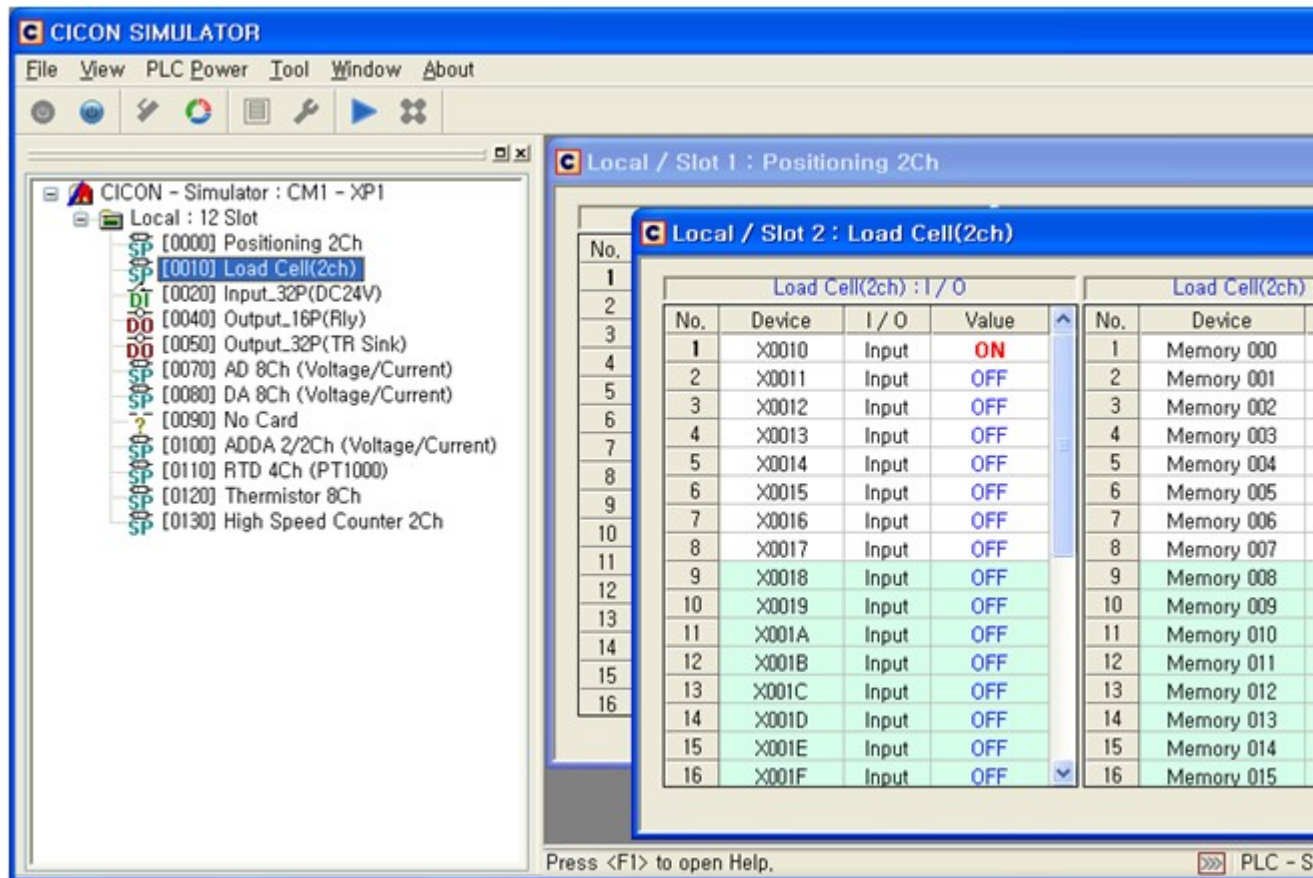 CICON SIMULATOR
File View PLC Power Tool Window About
CICON - Simulator : CM1 - XP1
Local : 12 Slot
[0000] Positioning 2Ch
[0010] Load Cell(2ch)
[0020] Input_32P(DC24V)
[0040] Output_16P(Rly)
[0050] Output_32P(TR Sink)
[0070] AD 8Ch (Voltage/Current)
[0080] DA 8Ch (Voltage/Current)
[0090] No Card
[0100] ADDA 2/2Ch (Voltage/Current)
[0110] RTD 4Ch (PT1000)
[0120] Thermistor 8Ch
[0130] High Speed Counter 2Ch
Local / Slot 1 : Positioning 2Ch
No.
1
2
3
4
5
6
7
8
9
10
11
12
13
14
15
16
Local / Slot 2 : Load Cell(2ch)
Load Cell(2ch) : I / O
No. Device I / O Value
1 X0010 Input ON
2 X0011 Input OFF
3 X0012 Input OFF
4 X0013 Input OFF
5 X0014 Input OFF
6 X0015 Input OFF
7 X0016 Input OFF
8 X0017 Input OFF
9 X0018 Input OFF
10 X0019 Input OFF
11 X001A Input OFF
12 X001B Input OFF
13 X001C Input OFF
14 X001D Input OFF
15 X001E Input OFF
16 X001F Input OFF
Load Cell(2ch)
No. Device
1 Memory 000
2 Memory 001
3 Memory 002
4 Memory 003
5 Memory 004
6 Memory 005
7 Memory 006
8 Memory 007
9 Memory 008
10 Memory 009
11 Memory 010
12 Memory 011
13 Memory 012
14 Memory 013
15 Memory 014
16 Memory 015
Press <F1> to open Help.
PLC - S